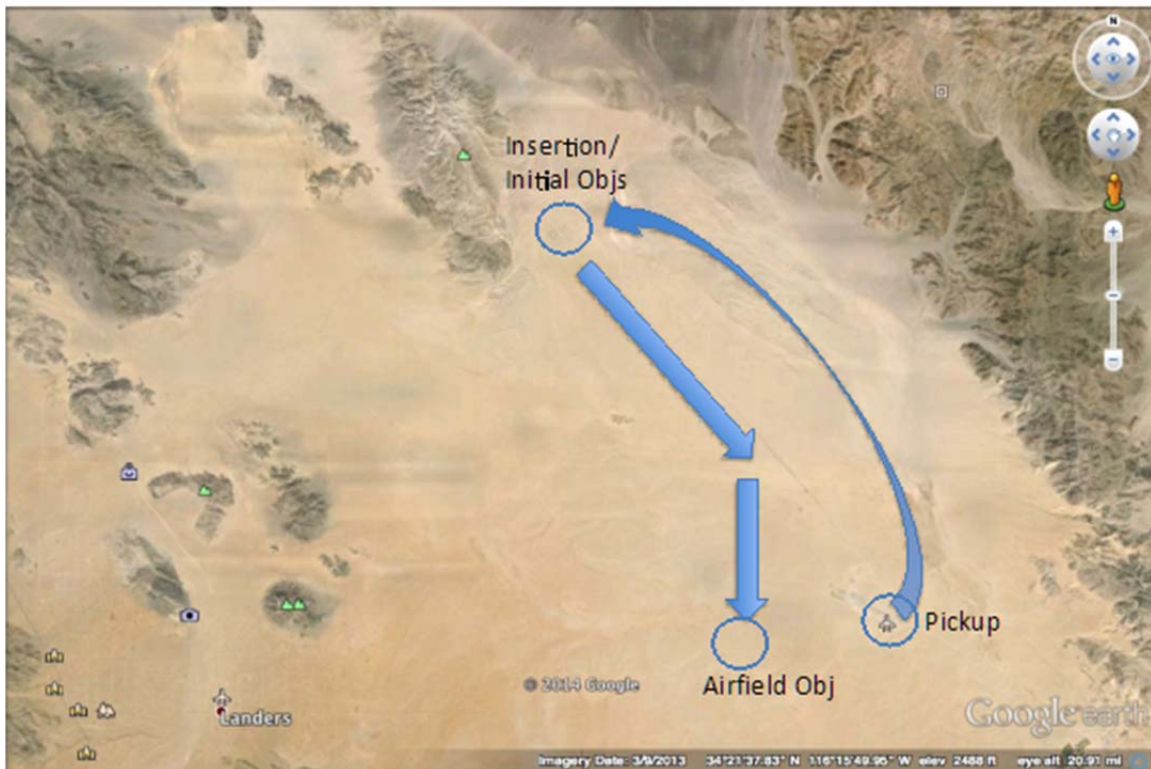 N
Insertion/
Initial Objs
Pickup
Airfield Obj
© 2014 Google
Landers
Google earth
Imagery Date: 3/9/2013 34°21'37.83" N 116°15'49.95" W elev 2488 ft eye alt 20.91 mi